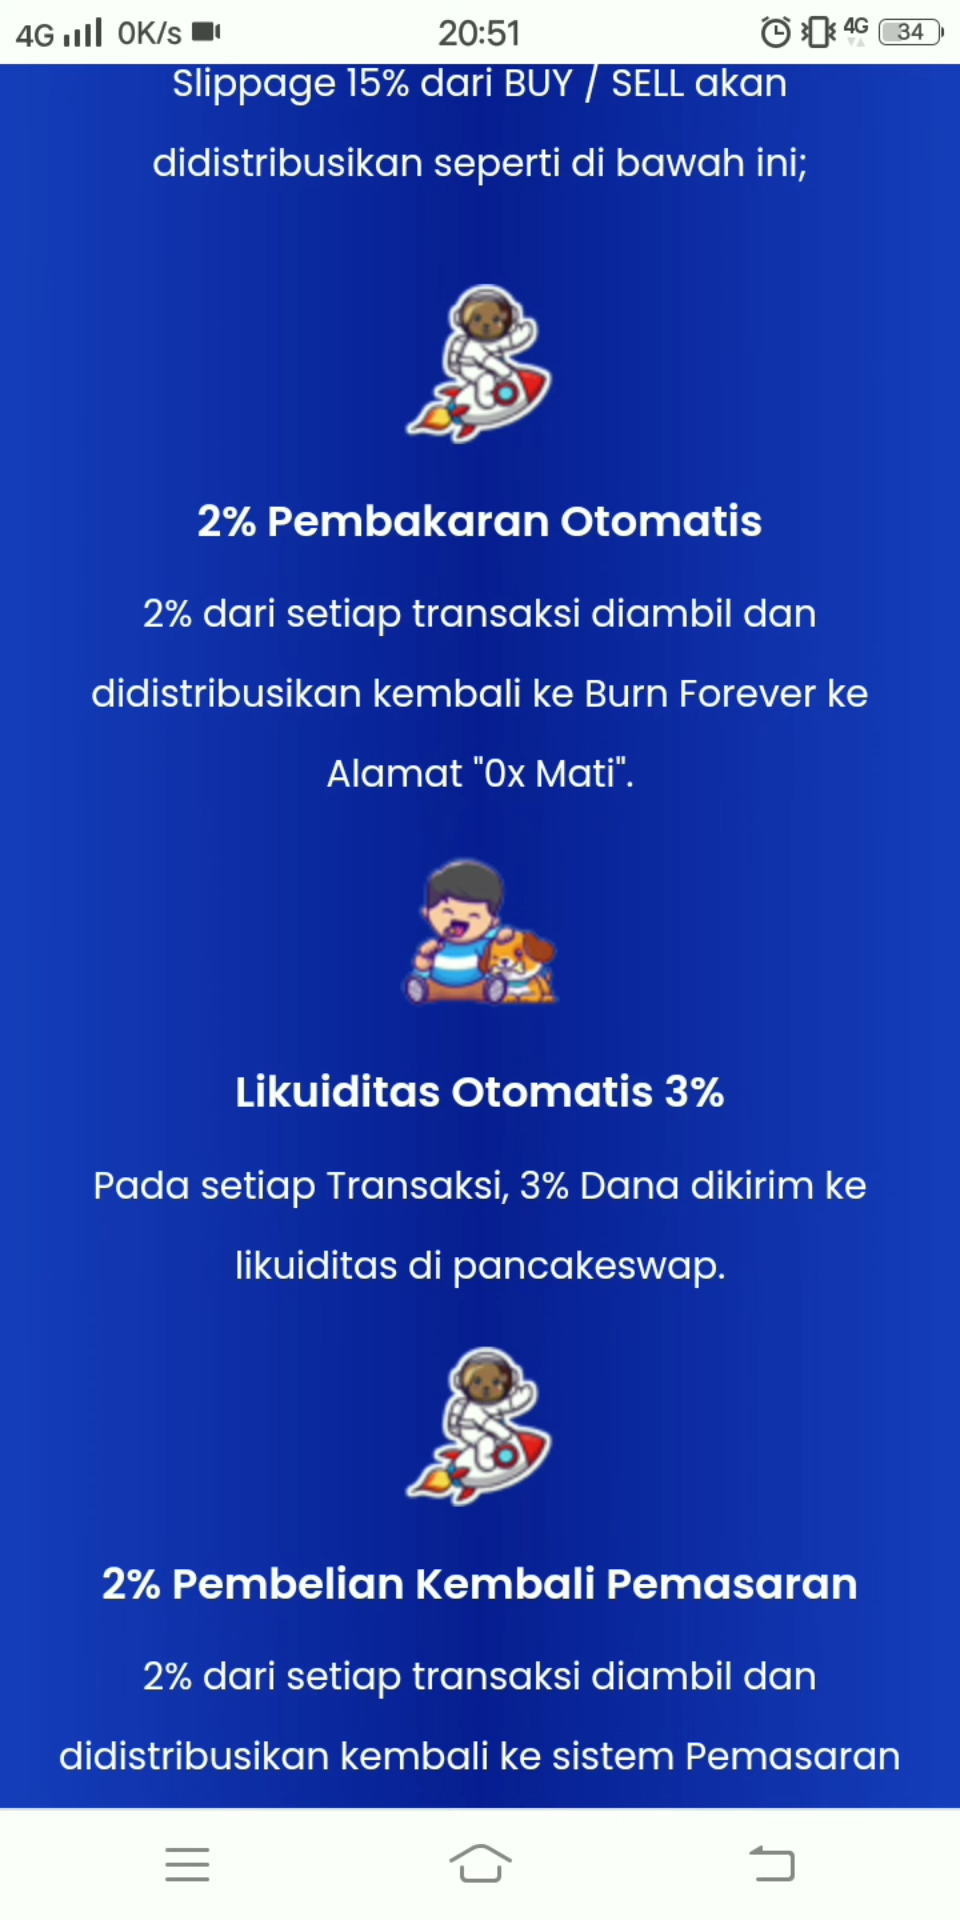 4G 0K/s 20:51 4G 34
Slippage 15% dari BUY / SELL akan
didistribusikan seperti di bawah ini;
2% Pembakaran Otomatis
2% dari setiap transaksi diambil dan
didistribusikan kembali ke Burn Forever ke
Alamat "0x Mati".
Likuiditas Otomatis 3%
Pada setiap Transaksi, 3% Dana dikirim ke
likuiditas di pancakeswap.
2% Pembelian Kembali Pemasaran
2% dari setiap transaksi diambil dan
didistribusikan kembali ke sistem Pemasaran